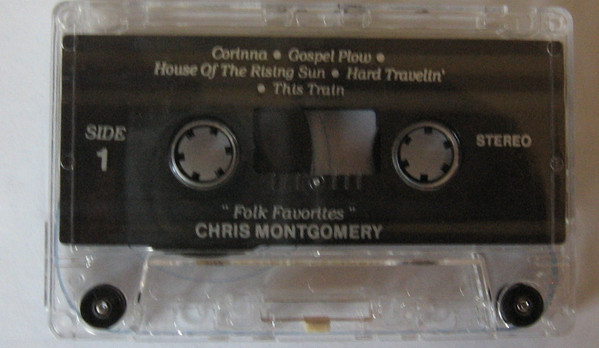 Corinna • Gospel Plow •
House Of The Rising Sun • Hard Travelin'
• This Train
SIDE
1
STEREO
" Folk Favorites "
CHRIS MONTGOMERY